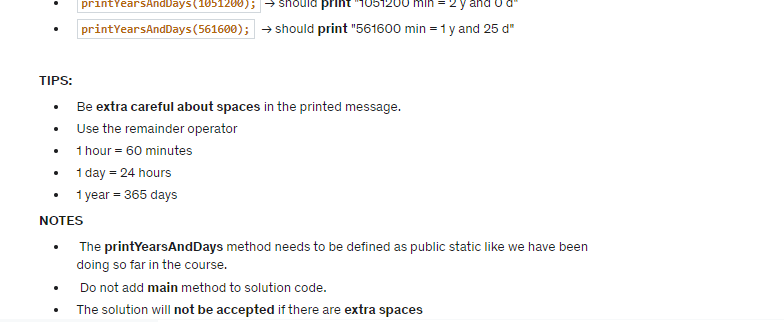 printYearsAndDays(1051200); → should print "1051200 min = 2 y and 0 d"
printYearsAndDays(561600); → should print "561600 min = 1 y and 25 d"
TIPS:
Be extra careful about spaces in the printed message.
Use the remainder operator
1 hour = 60 minutes
1 day = 24 hours
1 year = 365 days
NOTES
The printYearsAndDays method needs to be defined as public static like we have been
doing so far in the course.
Do not add main method to solution code.
The solution will not be accepted if there are extra spaces